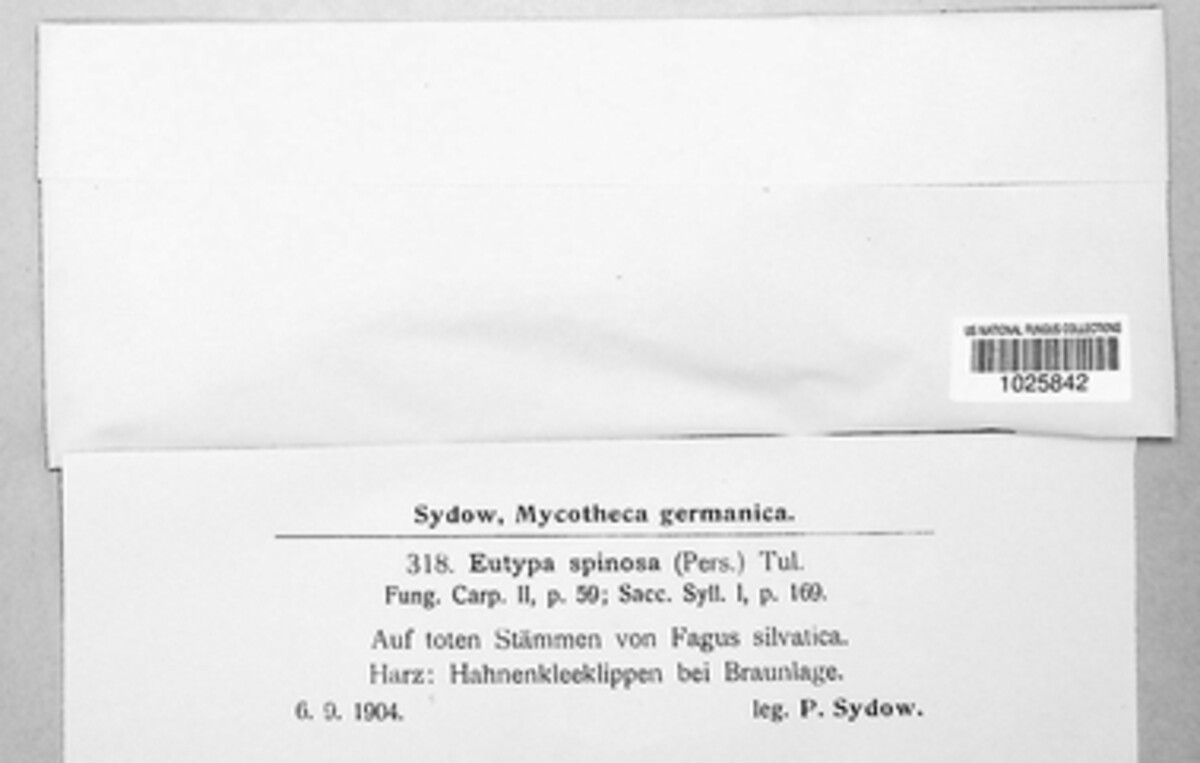 US NATIONAL FUNGUS COLLECTIONS
1025842
Sydow, Mycotheca germanica.
318. Eutypa spinosa (Pers.) Tul.
Fung. Carp. II, p. 59; Sacc. Syll. I, p. 169.
Auf toten Stämmen von Fagus silvatica.
Harz: Hahnenkleeklippen bei Braunlage.
6. 9. 1904. leg. P. Sydow.